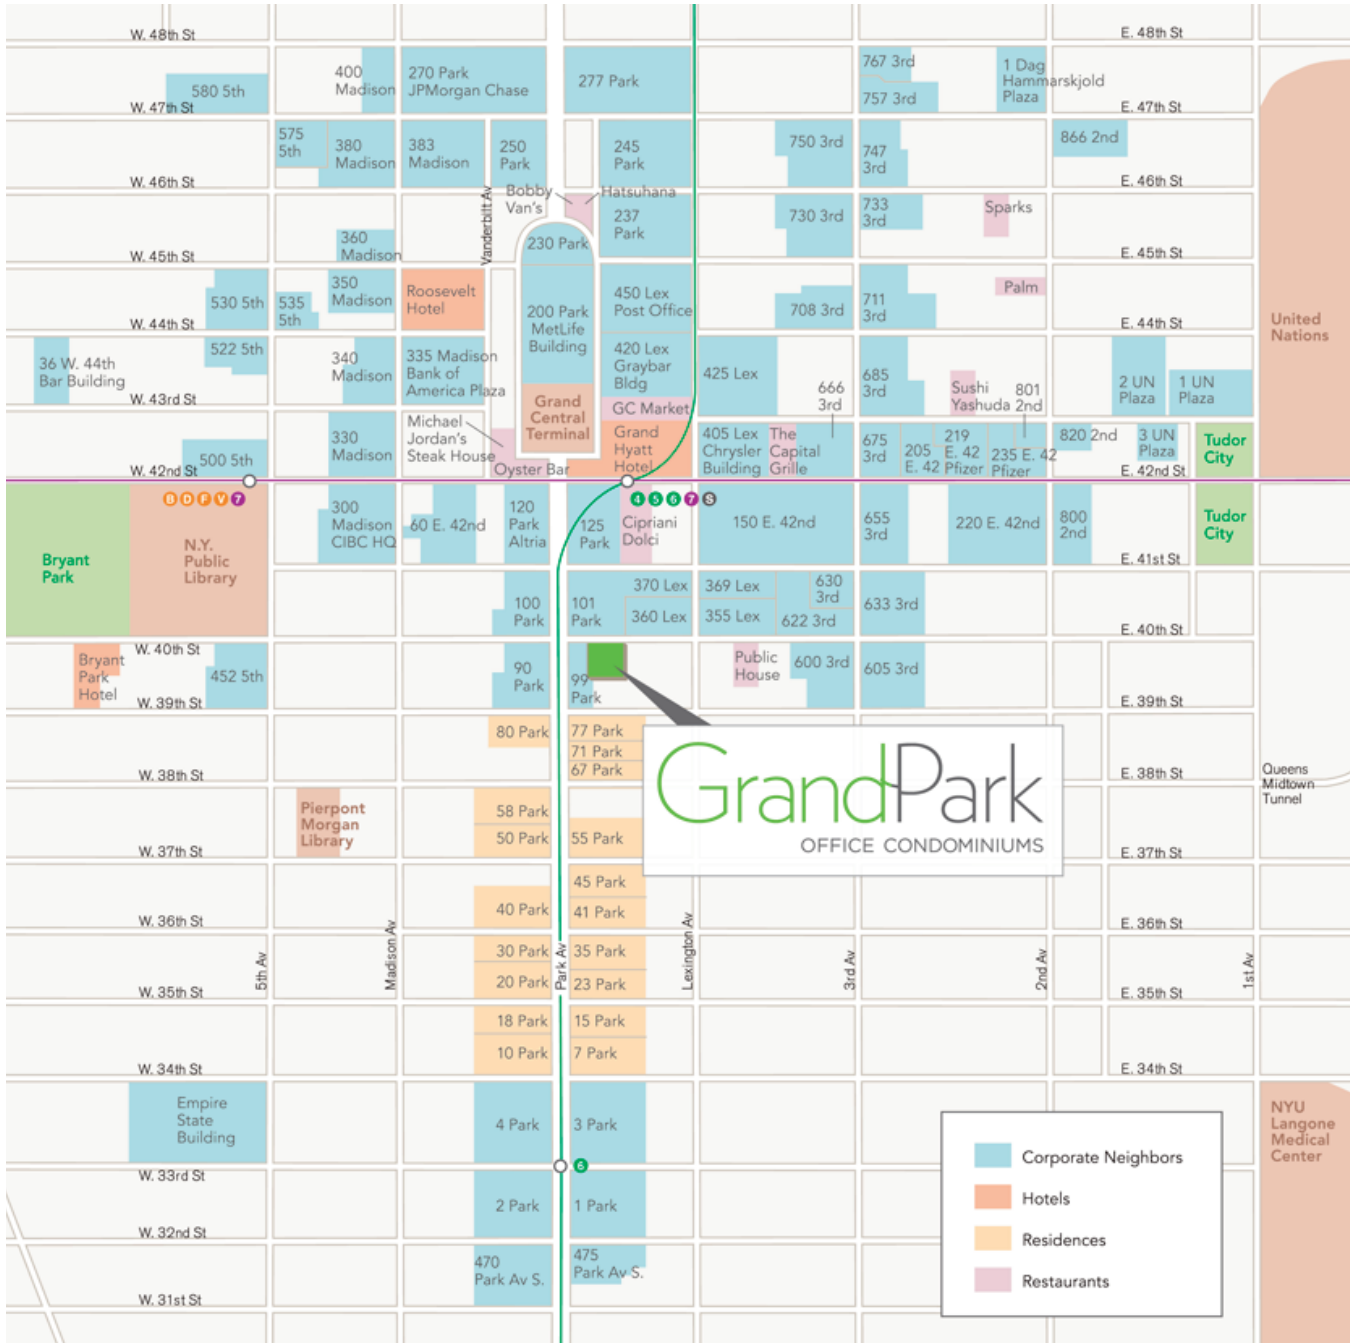 W. 48th St
E. 48th St
580 5th
400
Madison
270 Park
JPMorgan Chase
277 Park
767 3rd
757 3rd
1 Dag
Hammarskjold
Plaza
W. 47th St
E. 47th St
575
5th
380
Madison
383
Madison
250
Park
245
Park
750 3rd
747
3rd
866 2nd
W. 46th St
E. 46th St
Vanderbilt Av
Bobby
Van's
Hatsuhana
237
Park
730 3rd
733
3rd
Sparks
360
Madison
230 Park
W. 45th St
E. 45th St
530 5th
535
5th
350
Madison
Roosevelt
Hotel
200 Park
MetLife
Building
450 Lex
Post Office
708 3rd
711
3rd
Palm
United
Nations
W. 44th St
E. 44th St
36 W. 44th
Bar Building
522 5th
340
Madison
335 Madison
Bank of
America Plaza
420 Lex
Graybar
Bldg
425 Lex
666
3rd
685
3rd
Sushi
Yashuda
801
2nd
2 UN
Plaza
1 UN
Plaza
W. 43rd St
E. 43rd St
Grand
Central
Terminal
GC Market
Michael
Jordan's
Steak House
Oyster Bar
Grand
Hyatt
Hotel
500 5th
330
Madison
405 Lex
Chrysler
Building
The
Capital
Grille
675
3rd
205
E. 42
219
E. 42
Pfizer
235 E. 42
Pfizer
820 2nd
3 UN
Plaza
Tudor
City
W. 42nd St
E. 42nd St
B D F V 7
4 5 6 7 S
Bryant
Park
N.Y.
Public
Library
300
Madison
CIBC HQ
60 E. 42nd
120
Park
Altria
125
Park
Cipriani
Dolci
150 E. 42nd
655
3rd
220 E. 42nd
800
2nd
Tudor
City
E. 41st St
100
Park
101
Park
370 Lex
360 Lex
369 Lex
355 Lex
630
3rd
622 3rd
633 3rd
W. 40th St
E. 40th St
Bryant
Park
Hotel
452 5th
90
Park
99
Park
Public
House
600 3rd
605 3rd
W. 39th St
E. 39th St
80 Park
77 Park
71 Park
67 Park
GrandPark
OFFICE CONDOMINIUMS
W. 38th St
E. 38th St
Queens
Midtown
Tunnel
Pierpont
Morgan
Library
58 Park
50 Park
55 Park
W. 37th St
E. 37th St
45 Park
40 Park
41 Park
W. 36th St
E. 36th St
5th Av
Madison Av
Park Av
Lexington Av
3rd Av
2nd Av
1st Av
30 Park
35 Park
20 Park
23 Park
W. 35th St
E. 35th St
18 Park
15 Park
10 Park
7 Park
W. 34th St
E. 34th St
Empire
State
Building
4 Park
3 Park
NYU
Langone
Medical
Center
6
W. 33rd St
2 Park
1 Park
W. 32nd St
470
Park Av S.
475
Park Av S.
W. 31st St
Corporate Neighbors
Hotels
Residences
Restaurants